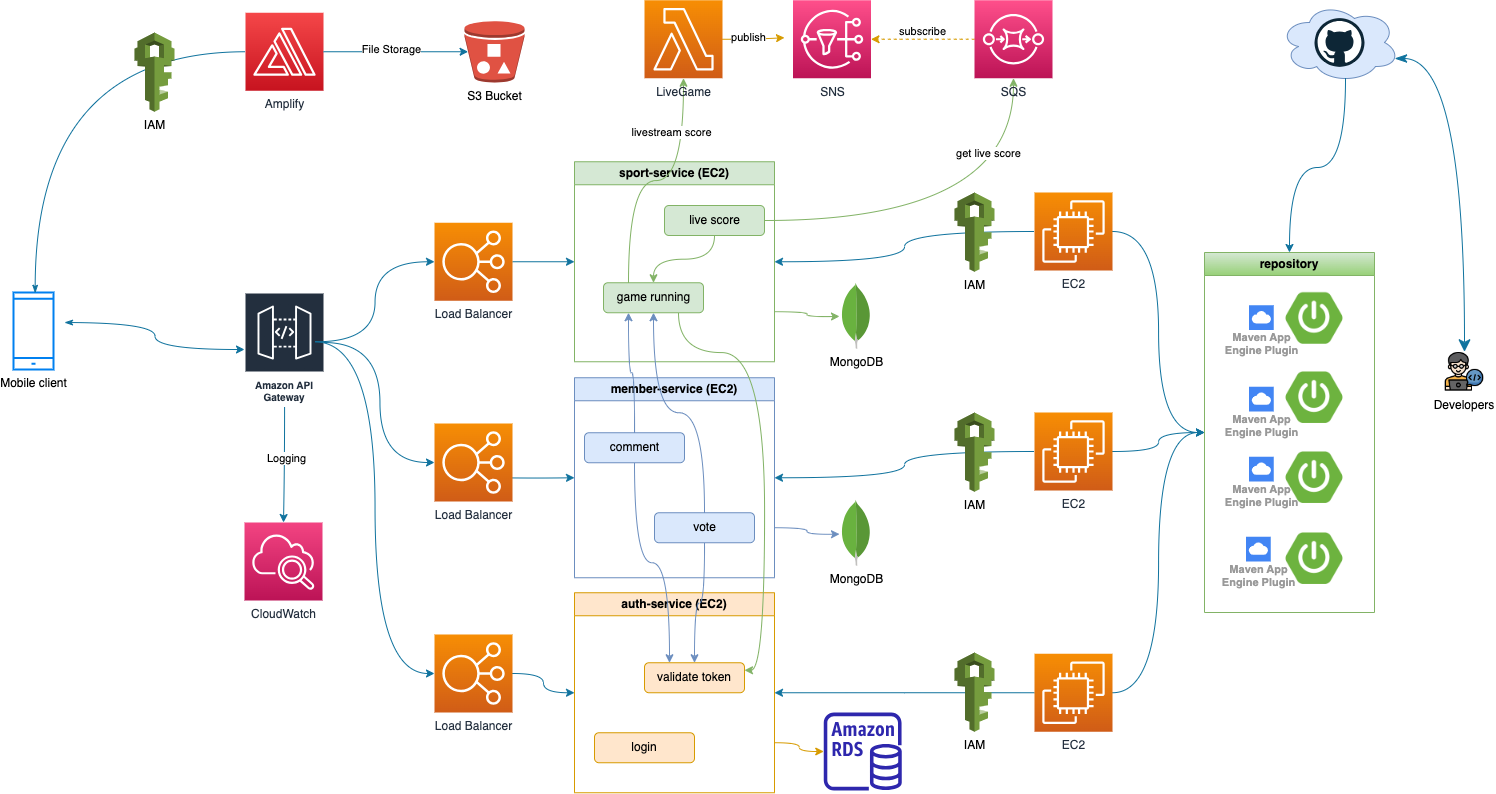 IAM
Amplify
File Storage
S3 Bucket
LiveGame
publish
SNS
subscribe
SQS
livestream score
get live score
sport-service (EC2)
live score
game running
Load Balancer
MongoDB
IAM
EC2
Mobile client
Amazon API
Gateway
Logging
CloudWatch
member-service (EC2)
comment
vote
Load Balancer
MongoDB
IAM
EC2
auth-service (EC2)
validate token
login
Load Balancer
Amazon
RDS
IAM
EC2
repository
Maven App
Engine Plugin
Maven App
Engine Plugin
Maven App
Engine Plugin
Maven App
Engine Plugin
Developers